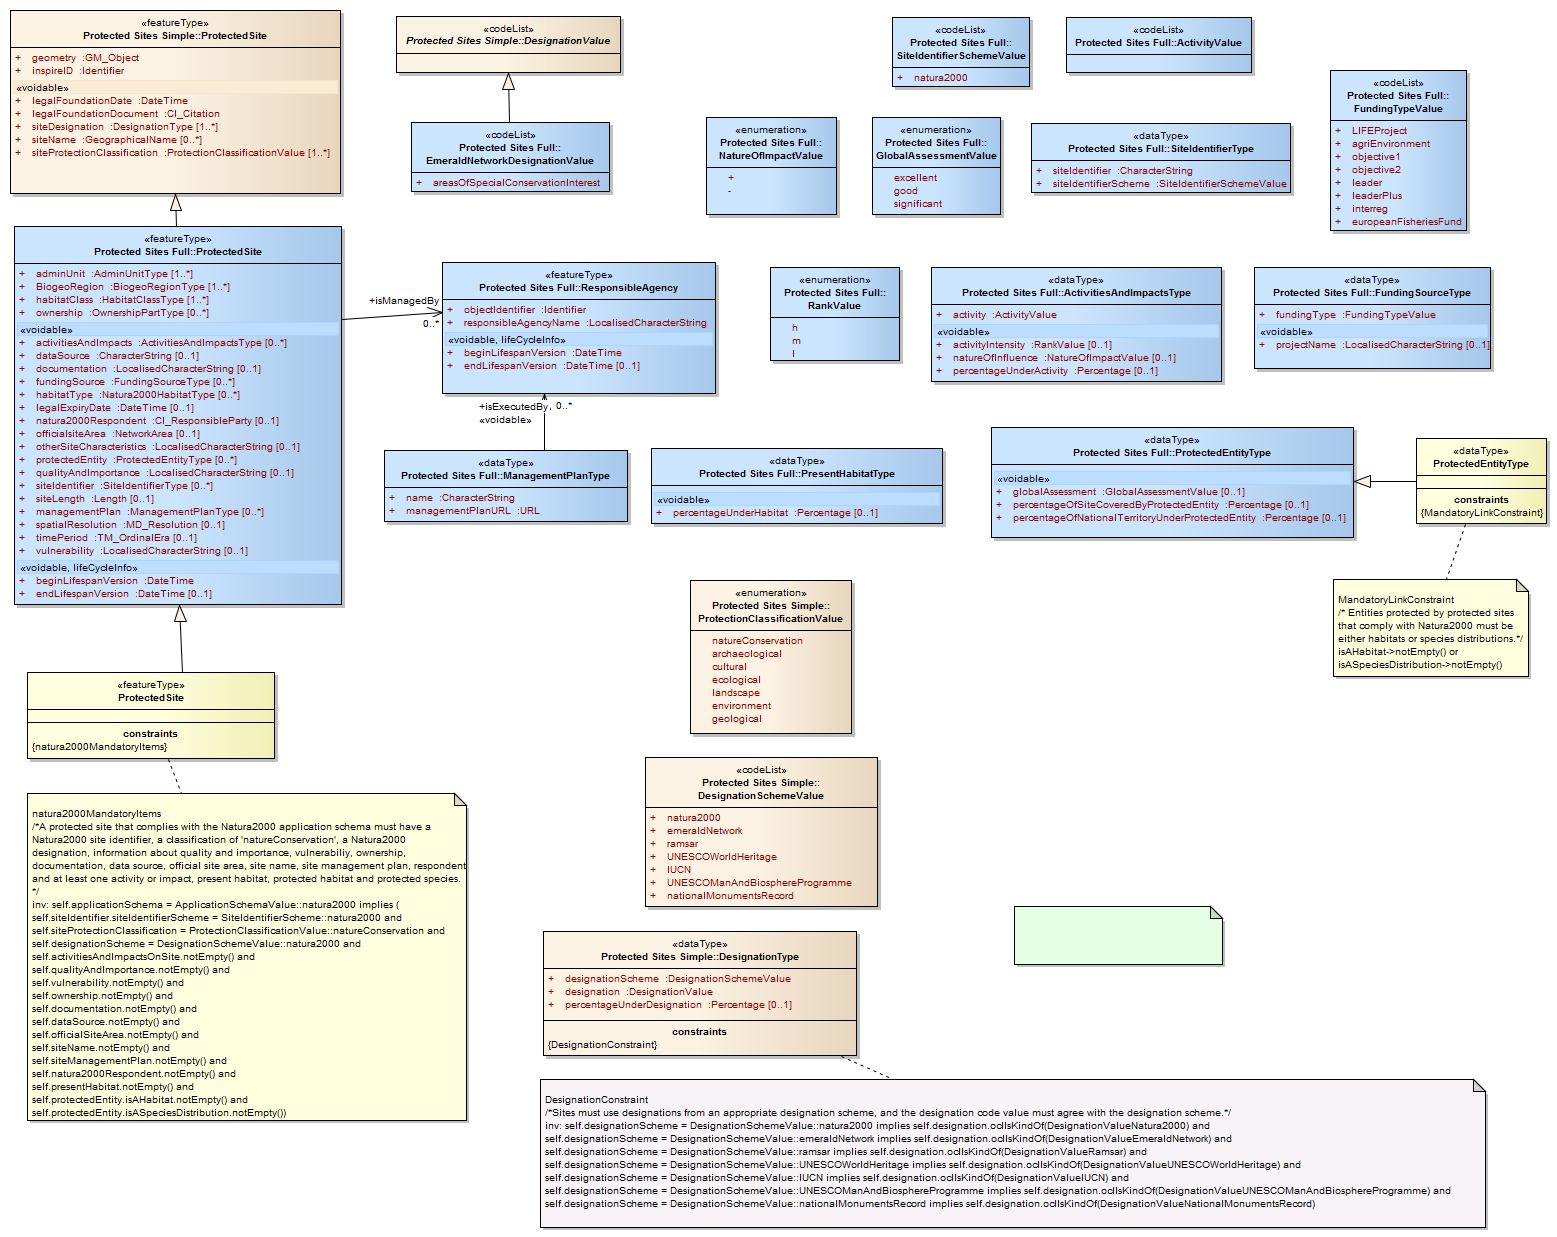 «featureType»
Protected Sites Simple::ProtectedSite
+ geometry :GM_Object
+ inspireID :Identifier
«voidable»
+ legalFoundationDate :DateTime
+ legalFoundationDocument :CI_Citation
+ siteDesignation :DesignationType [1..*]
+ siteName :GeographicalName [0..*]
+ siteProtectionClassification :ProtectionClassificationValue [1..*]
«codeList»
Protected Sites Simple::DesignationValue
«codeList»
Protected Sites Full::
EmeraldNetworkDesignationValue
+ areasOfSpecialConservationInterest
«enumeration»
Protected Sites Full::
NatureOfImpactValue
+
-
«codeList»
Protected Sites Full::
SiteIdentifierSchemeValue
+ natura2000
«codeList»
Protected Sites Full::ActivityValue
«enumeration»
Protected Sites Full::
GlobalAssessmentValue
excellent
good
significant
«dataType»
Protected Sites Full::SiteIdentifierType
+ siteIdentifier :CharacterString
+ siteIdentifierScheme :SiteIdentifierSchemeValue
«codeList»
Protected Sites Full::
FundingTypeValue
+ LIFEProject
+ agriEnvironment
+ objective1
+ objective2
+ leader
+ leaderPlus
+ interreg
+ europeanFisheriesFund
«featureType»
Protected Sites Full::ProtectedSite
+ adminUnit :AdminUnitType [1..*]
+ BiogeoRegion :BiogeoRegionType [1..*]
+ habitatClass :HabitatClassType [1..*]
+ ownership :OwnershipPartType [0..*]
«voidable»
+ activitiesAndImpacts :ActivitiesAndImpactsType [0..*]
+ dataSource :CharacterString [0..1]
+ documentation :LocalisedCharacterString [0..1]
+ fundingSource :FundingSourceType [0..*]
+ habitatType :Natura2000HabitatType [0..*]
+ legalExpiryDate :DateTime [0..1]
+ natura2000Respondent :CI_ResponsibleParty [0..1]
+ officialsiteArea :NetworkArea [0..1]
+ otherSiteCharacteristics :LocalisedCharacterString [0..1]
+ protectedEntity :ProtectedEntityType [0..*]
+ qualityAndImportance :LocalisedCharacterString [0..1]
+ siteIdentifier :SiteIdentifierType [0..*]
+ siteLength :Length [0..1]
+ managementPlan :ManagementPlanType [0..*]
+ spatialResolution :MD_Resolution [0..1]
+ timePeriod :TM_OrdinalEra [0..1]
+ vulnerability :LocalisedCharacterString [0..1]
«voidable, lifeCycleInfo»
+ beginLifespanVersion :DateTime
+ endLifespanVersion :DateTime [0..1]
+isManagedBy
0..*
«featureType»
Protected Sites Full::ResponsibleAgency
+ objectIdentifier :Identifier
+ responsibleAgencyName :LocalisedCharacterString
«voidable, lifeCycleInfo»
+ beginLifespanVersion :DateTime
+ endLifespanVersion :DateTime [0..1]
+isExecutedBy, 0..*
«voidable»
«dataType»
Protected Sites Full::ManagementPlanType
+ name :CharacterString
+ managementPlanURL :URL
«enumeration»
Protected Sites Full::
RankValue
h
m
l
«dataType»
Protected Sites Full::ActivitiesAndImpactsType
+ activity :ActivityValue
«voidable»
+ activityIntensity :RankValue [0..1]
+ natureOfInfluence :NatureOfImpactValue [0..1]
+ percentageUnderActivity :Percentage [0..1]
«dataType»
Protected Sites Full::FundingSourceType
+ fundingType :FundingTypeValue
«voidable»
+ projectName :LocalisedCharacterString [0..1]
«dataType»
Protected Sites Full::PresentHabitatType
«voidable»
+ percentageUnderHabitat :Percentage [0..1]
«dataType»
Protected Sites Full::ProtectedEntityType
«voidable»
+ globalAssessment :GlobalAssessmentValue [0..1]
+ percentageOfSiteCoveredByProtectedEntity :Percentage [0..1]
+ percentageOfNationalTerritoryUnderProtectedEntity :Percentage [0..1]
«dataType»
ProtectedEntityType
constraints
{MandatoryLinkConstraint}
MandatoryLinkConstraint
/* Entities protected by protected sites
that comply with Natura2000 must be
either habitats or species distributions.*/
isAHabitat->notEmpty() or
isASpeciesDistribution->notEmpty()
«enumeration»
Protected Sites Simple::
ProtectionClassificationValue
natureConservation
archaeological
cultural
ecological
landscape
environment
geological
«featureType»
ProtectedSite
constraints
{natura2000MandatoryItems}
natura2000MandatoryItems
/*A protected site that complies with the Natura2000 application schema must have a
Natura2000 site identifier, a classification of 'natureConservation', a Natura2000
designation, information about quality and importance, vulnerabiliy, ownership,
documentation, data source, official site area, site name, site management plan, respondent
and at least one activity or impact, present habitat, protected habitat and protected species.
*/
inv: self.applicationSchema = ApplicationSchemaValue::natura2000 implies (
self.siteIdentifier.siteIdentifierScheme = SiteIdentifierScheme::natura2000 and
self.siteProtectionClassification = ProtectionClassificationValue::natureConservation and
self.designationScheme = DesignationSchemeValue::natura2000 and
self.activitiesAndImpactsOnSite.notEmpty() and
self.qualityAndImportance.notEmpty() and
self.vulnerability.notEmpty() and
self.ownership.notEmpty() and
self.documentation.notEmpty() and
self.dataSource.notEmpty() and
self.officialSiteArea.notEmpty() and
self.siteName.notEmpty() and
self.siteManagementPlan.notEmpty() and
self.natura2000Respondent.notEmpty() and
self.presentHabitat.notEmpty() and
self.protectedEntity.isAHabitat.notEmpty() and
self.protectedEntity.isASpeciesDistribution.notEmpty())
«codeList»
Protected Sites Simple::
DesignationSchemeValue
+ natura2000
+ emeraldNetwork
+ ramsar
+ UNESCOWorldHeritage
+ IUCN
+ UNESCOManAndBiosphereProgramme
+ nationalMonumentsRecord
«dataType»
Protected Sites Simple::DesignationType
+ designationScheme :DesignationSchemeValue
+ designation :DesignationValue
+ percentageUnderDesignation :Percentage [0..1]
constraints
{DesignationConstraint}
DesignationConstraint
/*Sites must use designations from an appropriate designation scheme, and the designation code value must agree with the designation scheme.*/
inv: self.designationScheme = DesignationSchemeValue::natura2000 implies self.designation.oclIsKindOf(DesignationValueNatura2000) and
self.designationScheme = DesignationSchemeValue::emeraldNetwork implies self.designation.oclIsKindOf(DesignationValueEmeraldNetwork) and
self.designationScheme = DesignationSchemeValue::ramsar implies self.designation.oclIsKindOf(DesignationValueRamsar) and
self.designationScheme = DesignationSchemeValue::UNESCOWorldHeritage implies self.designation.oclIsKindOf(DesignationValueUNESCOWorldHeritage) and
self.designationScheme = DesignationSchemeValue::IUCN implies self.designation.oclIsKindOf(DesignationValueIUCN) and
self.designationScheme = DesignationSchemeValue::UNESCOManAndBiosphereProgramme implies self.designation.oclIsKindOf(DesignationValueUNESCOManAndBiosphereProgramme) and
self.designationScheme = DesignationSchemeValue::nationalMonumentsRecord implies self.designation.oclIsKindOf(DesignationValueNationalMonumentsRecord)